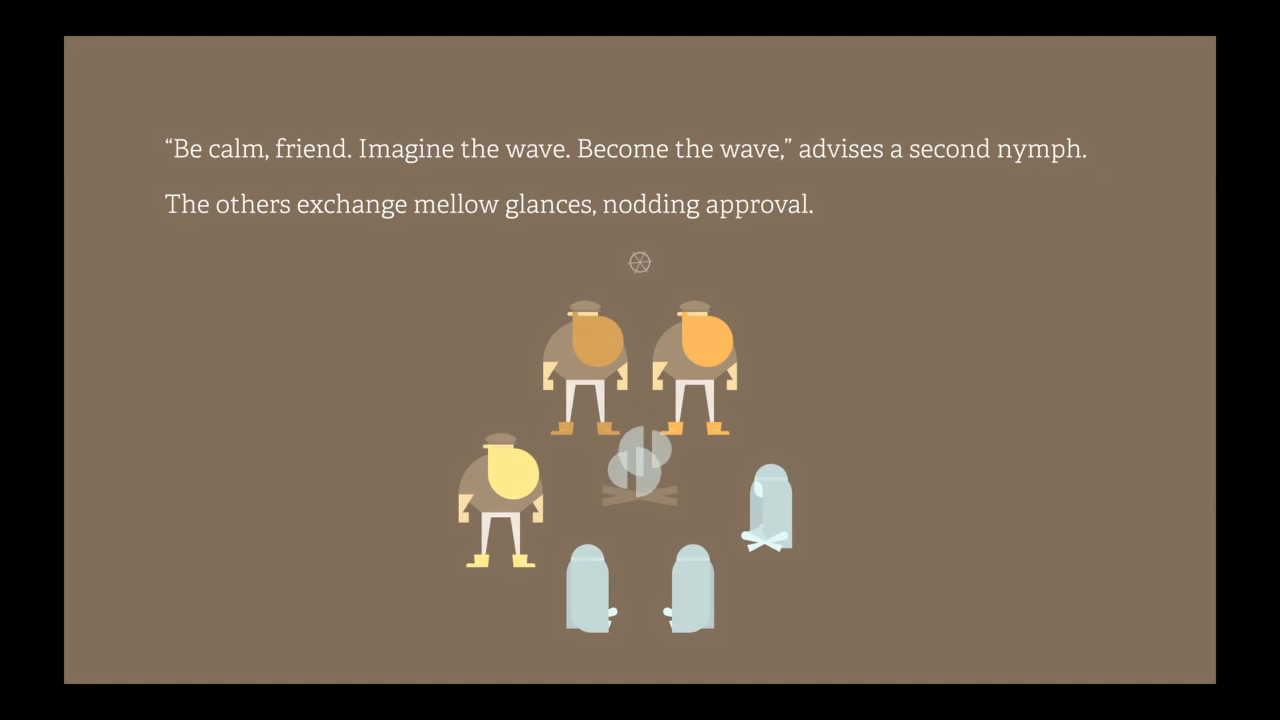 “Be calm, friend. Imagine the wave. Become the wave,” advises a second nymph.
The others exchange mellow glances, nodding approval.